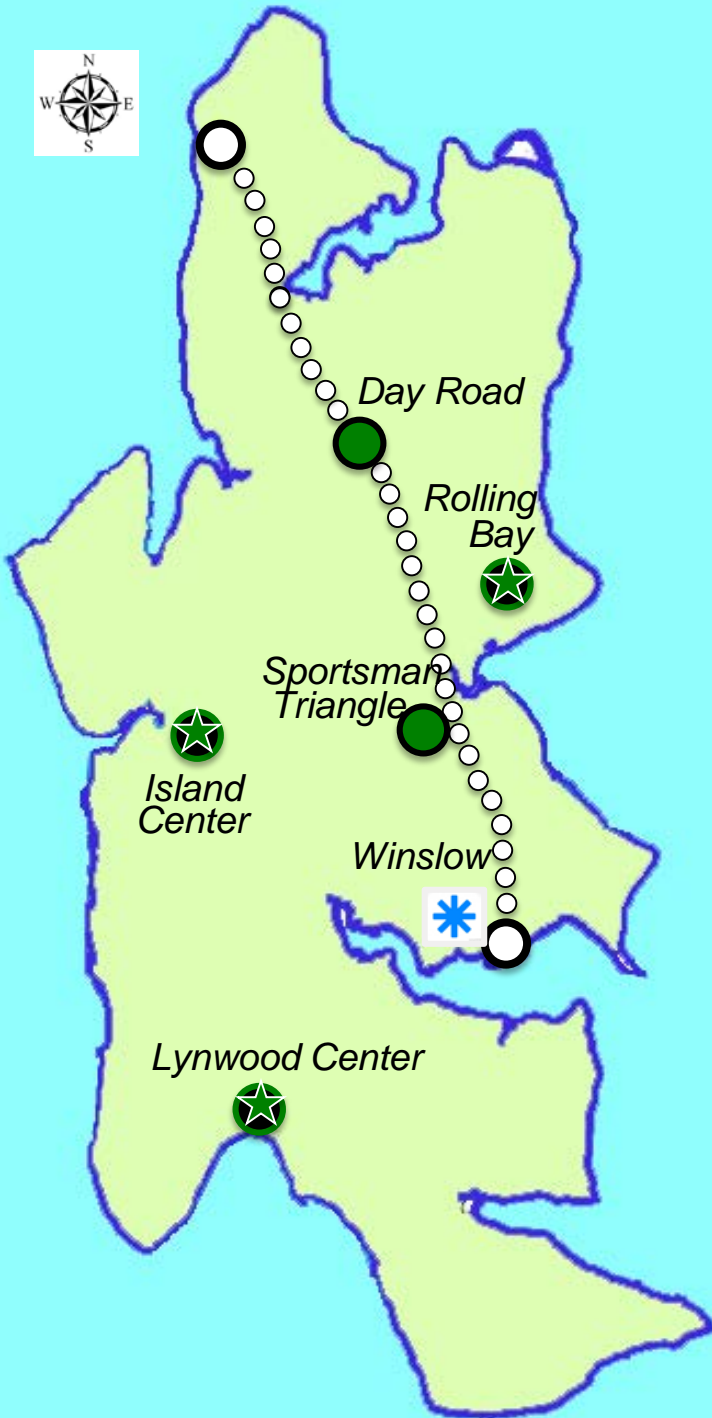 N
W E
S
Day Road
Rolling
Bay
Sportsman
Triangle
Island
Center
Winslow
Lynwood Center